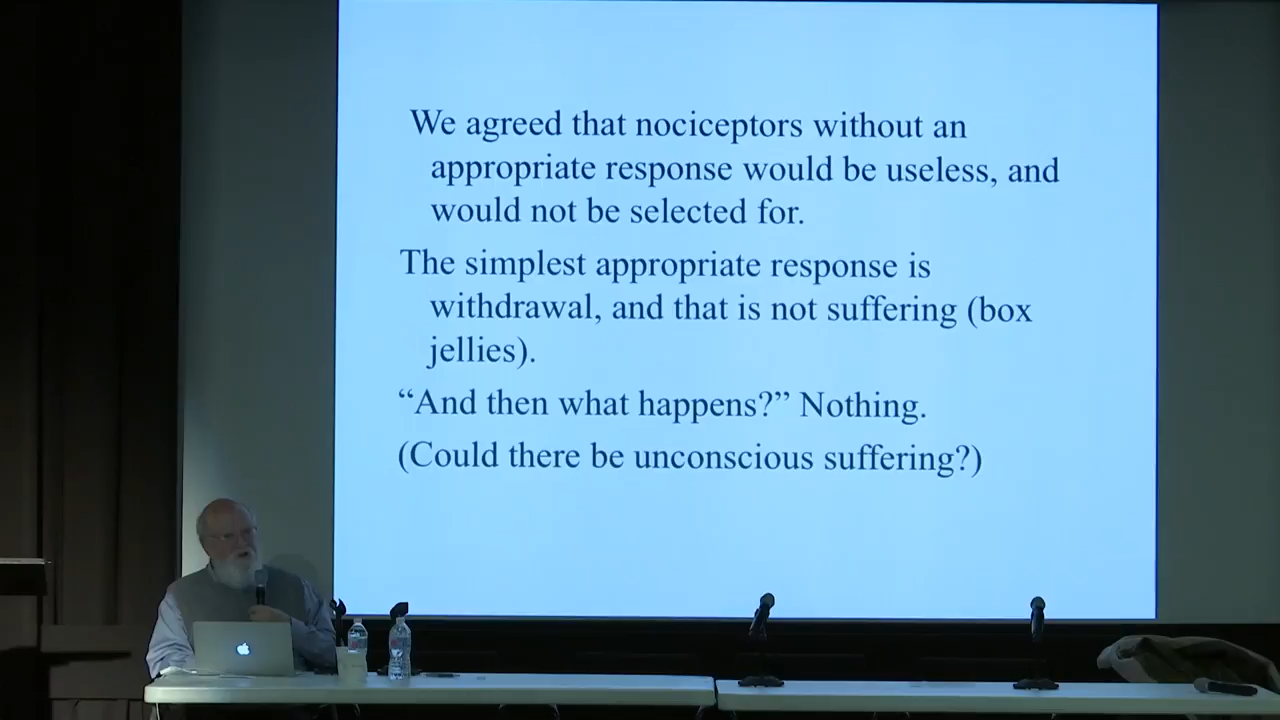 We agreed that nociceptors without an
appropriate response would be useless, and
would not be selected for.
The simplest appropriate response is
withdrawal, and that is not suffering (box
jellies).
“And then what happens?” Nothing.
(Could there be unconscious suffering?)